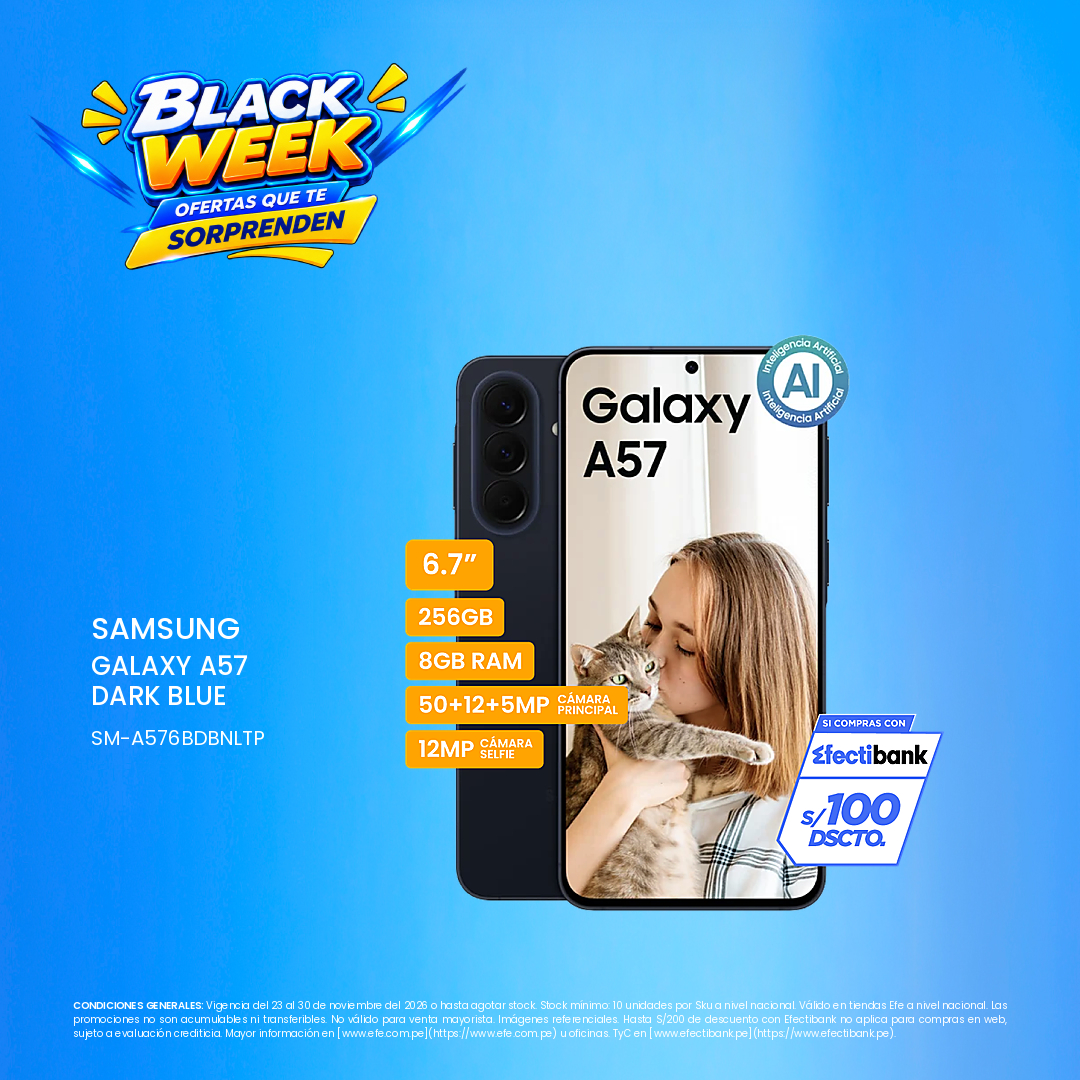 BLACK
WEEK
OFERTAS QUE TE
SORPRENDEN
Inteligencia Artificial
AI
Inteligencia Artificial
Galaxy
A57
6.7”
256GB
8GB RAM
50+12+5MP CÁMARA
PRINCIPAL
12MP CÁMARA
SELFIE
SAMSUNG
GALAXY A57
DARK BLUE
SM-A576BDBNLTP
SI COMPRAS CON
Efectibank
S/100
DSCTO.
CONDICIONES GENERALES: Vigencia del 23 al 30 de noviembre del 2026 o hasta agotar stock. Stock mínimo: 10 unidades por Sku a nivel nacional. Válido en tiendas Efe a nivel nacional. Las
promociones no son acumulables ni transferibles. No válido para venta mayorista. Imágenes referenciales. Hasta S/200 de descuento con Efectibank no aplica para compras en web,
sujeto a evaluación crediticia. Mayor información en [www.efe.com.pe](https://www.efe.com.pe) u oficinas. TyC en [www.efectibank.pe](https://www.efectibank.pe).